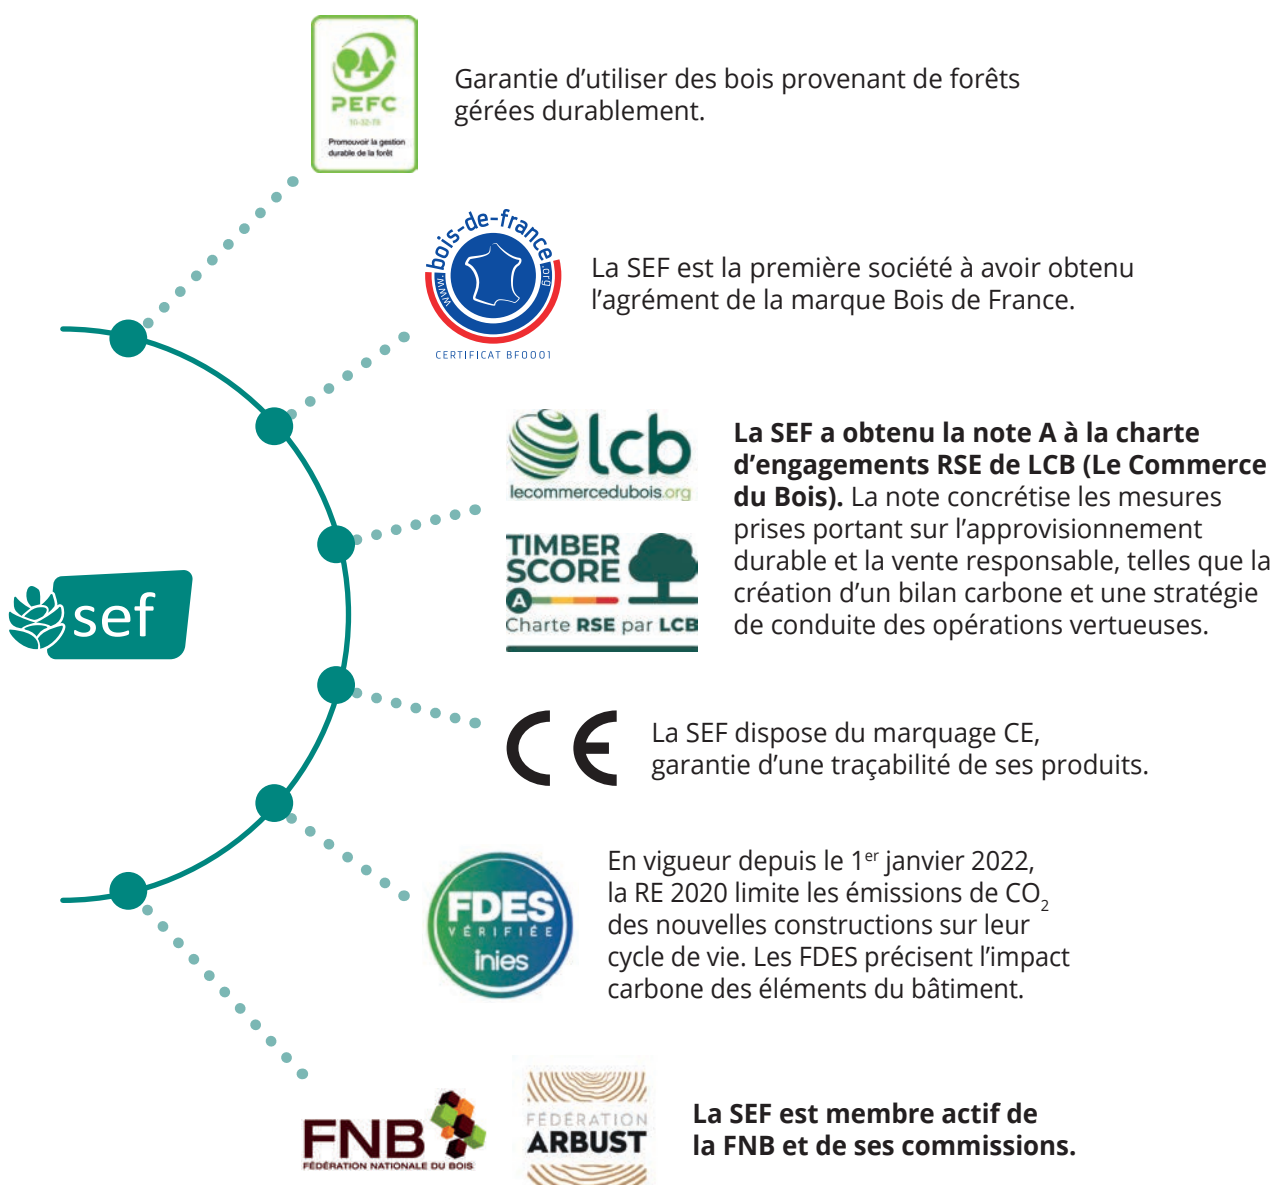 PEFC
10-32-79
Promouvoir la gestion
durable de la forêt
Garantie d’utiliser des bois provenant de forêts
gérées durablement.
www.bois-de-france.org
CERTIFICAT BF0001
La SEF est la première société à avoir obtenu
l’agrément de la marque Bois de France.
lcb
lecommercedubois.org
TIMBER
SCORE
A
Charte RSE par LCB
La SEF a obtenu la note A à la charte
d’engagements RSE de LCB (Le Commerce
du Bois). La note concrétise les mesures
prises portant sur l’approvisionnement
durable et la vente responsable, telles que la
création d’un bilan carbone et une stratégie
de conduite des opérations vertueuses.
sef
CE
La SEF dispose du marquage CE,
garantie d’une traçabilité de ses produits.
FDES
VÉRIFIÉE
inies
En vigueur depuis le 1er janvier 2022,
la RE 2020 limite les émissions de CO2
des nouvelles constructions sur leur
cycle de vie. Les FDES précisent l’impact
carbone des éléments du bâtiment.
FNB
FÉDÉRATION NATIONALE DU BOIS
FÉDÉRATION
ARBUST
La SEF est membre actif de
la FNB et de ses commissions.